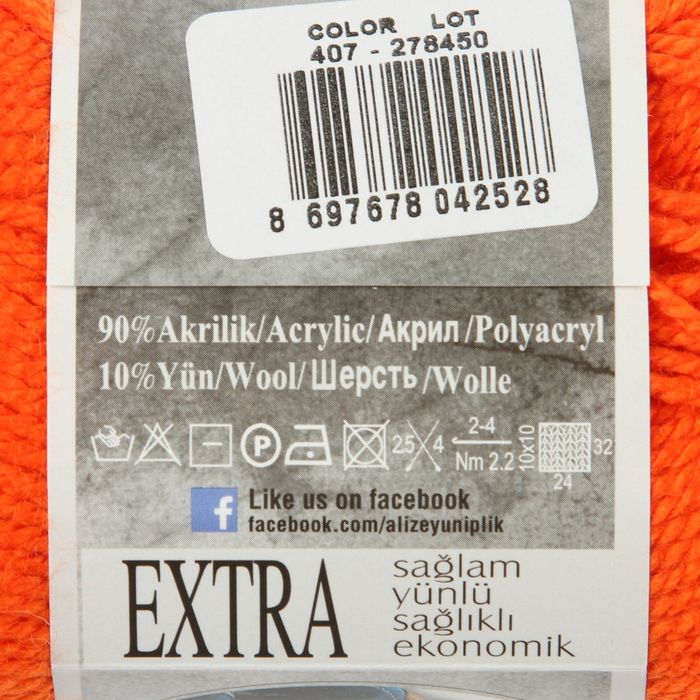 COLOR LOT
407 - 278450
8 697678 042528
90% Akrilik/Acrylic/Акрил/Polyacryl
10% Yün/Wool/Шерсть/Wolle
P 25 4 2-4 Nm 2.2 10x10 32 24
f Like us on facebook
facebook.com/alizeyuniplik
EXTRA
sağlam
yünlü
sağlıklı
ekonomik